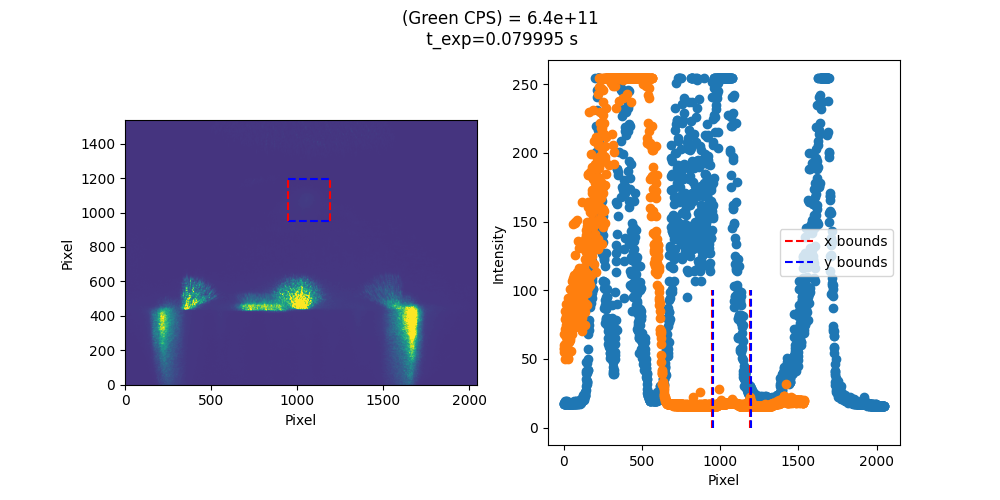 (Green CPS) = 6.4e+11
t_exp=0.079995 s
1400
1200
1000
800
600
400
200
0
Pixel
0 500 1000 1500 2000
Pixel
250
200
150
100
50
0
Intensity
x bounds
y bounds
0 500 1000 1500 2000
Pixel